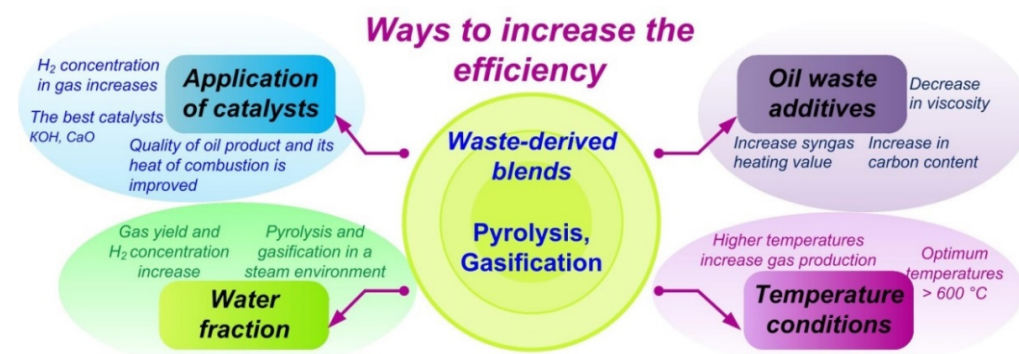 Ways to increase the
efficiency
H₂ concentration
in gas increases
Application
of catalysts
The best catalysts
KOH, CaO
Quality of oil product and its
heat of combustion is
improved
Oil waste
additives
Decrease
in viscosity
Increase syngas
heating value
Increase in
carbon content
Waste-derived
blends
Pyrolysis,
Gasification
Gas yield and
H₂ concentration
increase
Pyrolysis and
gasification in a
steam environment
Water
fraction
Higher temperatures
increase gas production
Optimum
temperatures
> 600 °C
Temperature
conditions